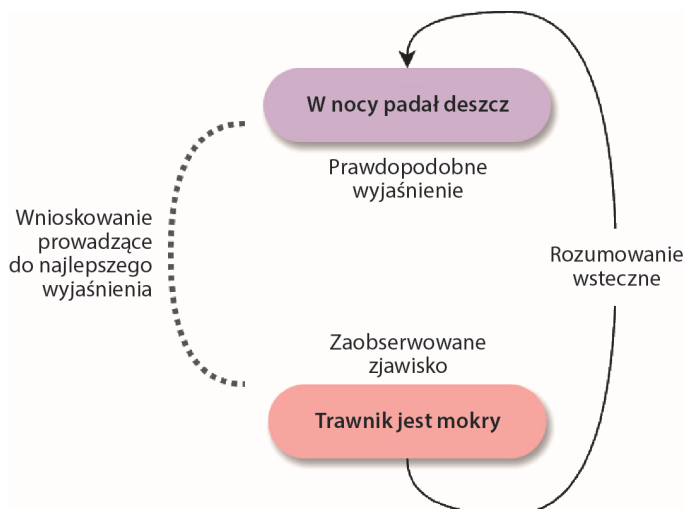 W nocy padał deszcz
Prawdopodobne
wyjaśnienie
Wnioskowanie
prowadzące
do najlepszego
wyjaśnienia
Rozumowanie
wsteczne
Zaobserwowane
zjawisko
Trawnik jest mokry